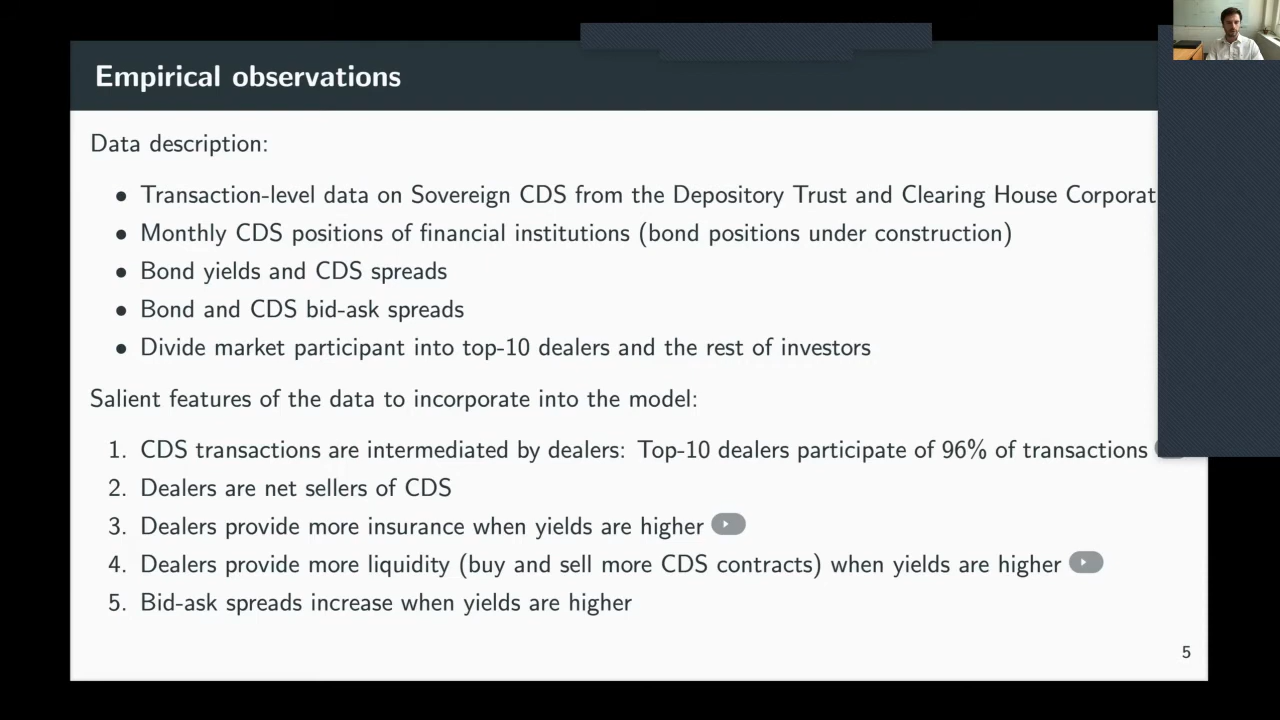 Empirical observations
Data description:
• Transaction-level data on Sovereign CDS from the Depository Trust and Clearing House Corporat
• Monthly CDS positions of financial institutions (bond positions under construction)
• Bond yields and CDS spreads
• Bond and CDS bid-ask spreads
• Divide market participant into top-10 dealers and the rest of investors
Salient features of the data to incorporate into the model:
1. CDS transactions are intermediated by dealers: Top-10 dealers participate of 96% of transactions
2. Dealers are net sellers of CDS
3. Dealers provide more insurance when yields are higher
4. Dealers provide more liquidity (buy and sell more CDS contracts) when yields are higher
5. Bid-ask spreads increase when yields are higher
5